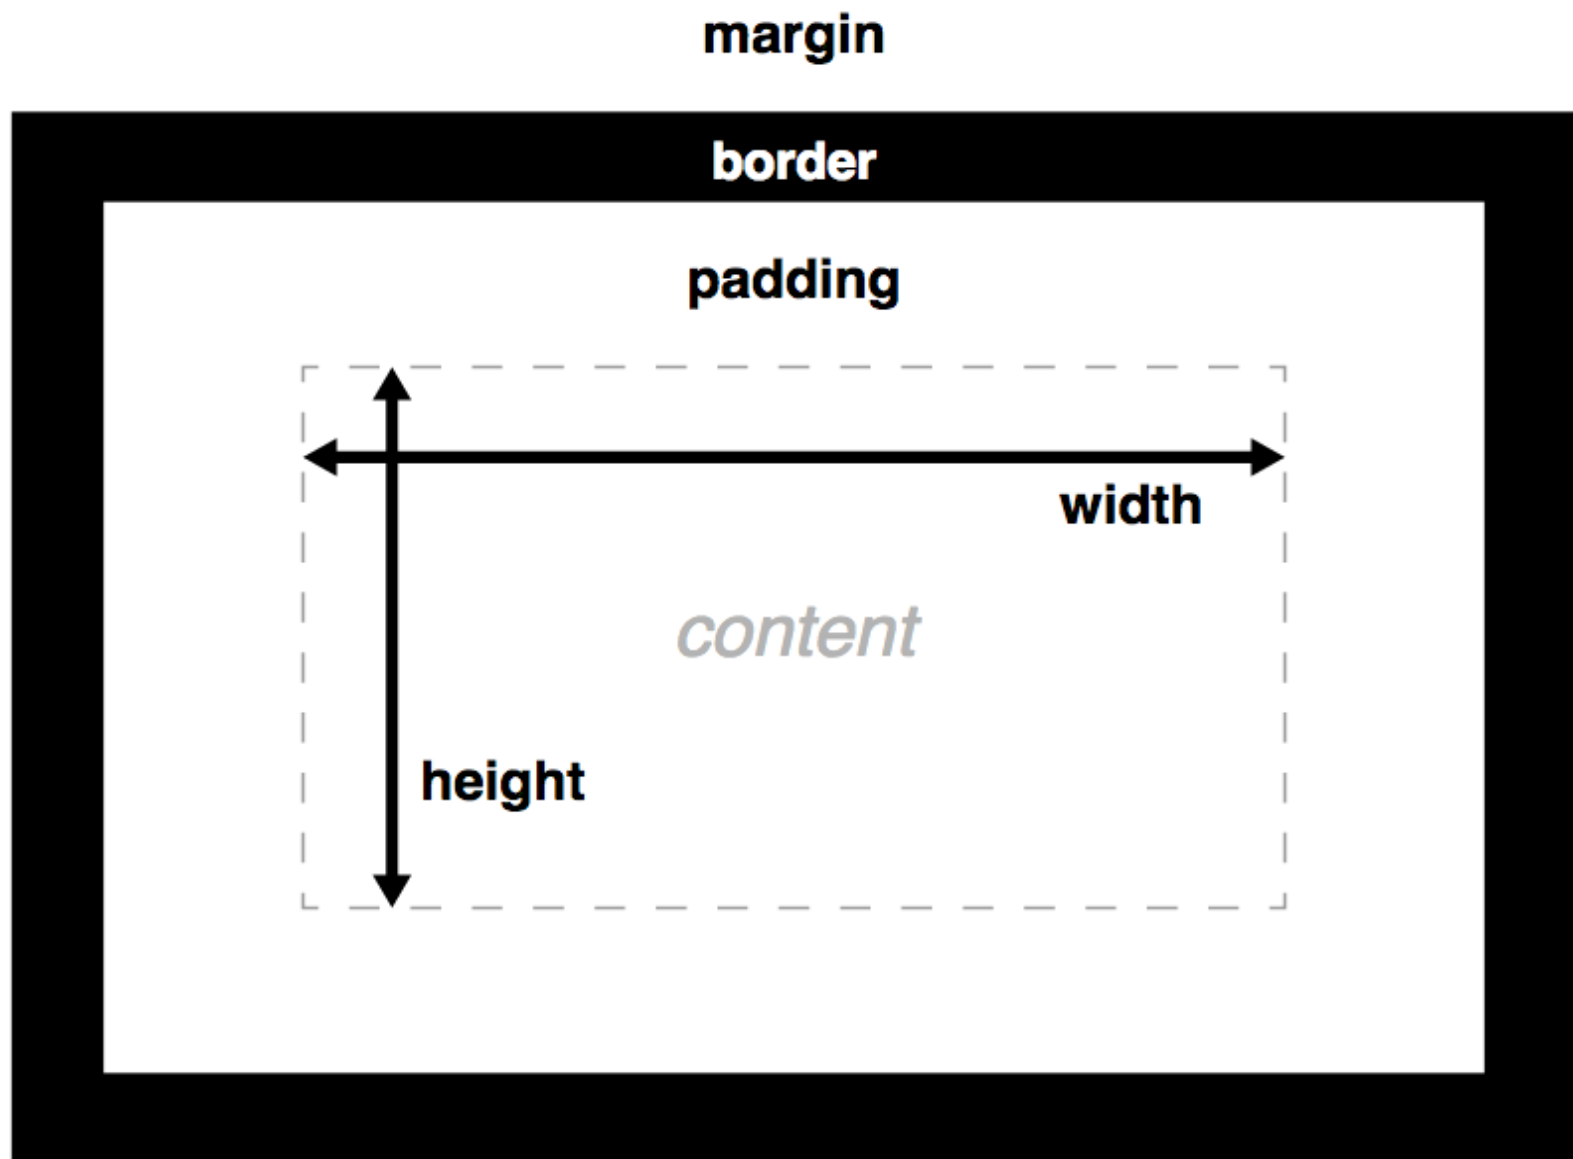 margin
border
padding
width
content
height